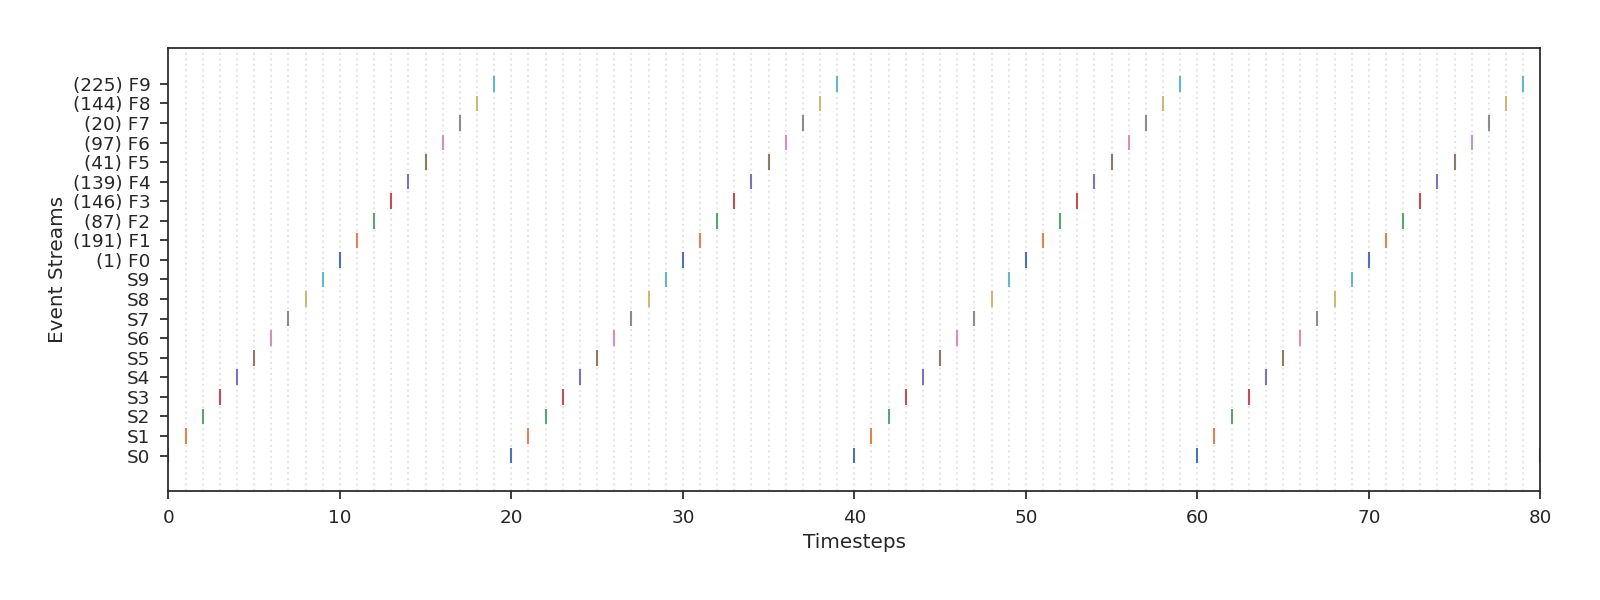 (225) F9
(144) F8
(20) F7
(97) F6
(41) F5
(139) F4
(146) F3
(87) F2
(191) F1
(1) F0
S9
S8
S7
S6
S5
S4
S3
S2
S1
S0
Event Streams
0 10 20 30 40 50 60 70 80
Timesteps